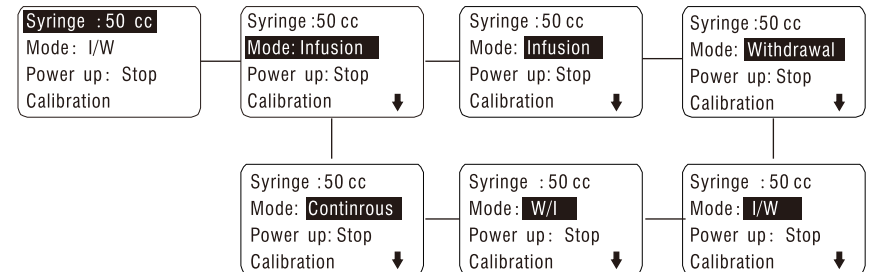 Syringe : 50 cc
Mode: I/W
Power up: Stop
Calibration
Syringe :50 cc
Mode: Infusion
Power up: Stop
Calibration
Syringe :50 cc
Mode: Infusion
Power up: Stop
Calibration
Syringe :50 cc
Mode: Withdrawal
Power up: Stop
Calibration
Syringe :50 cc
Mode: Continrous
Power up: Stop
Calibration
Syringe : 50 cc
Mode: W/I
Power up: Stop
Calibration
Syringe : 50 cc
Mode: I/W
Power up: Stop
Calibration